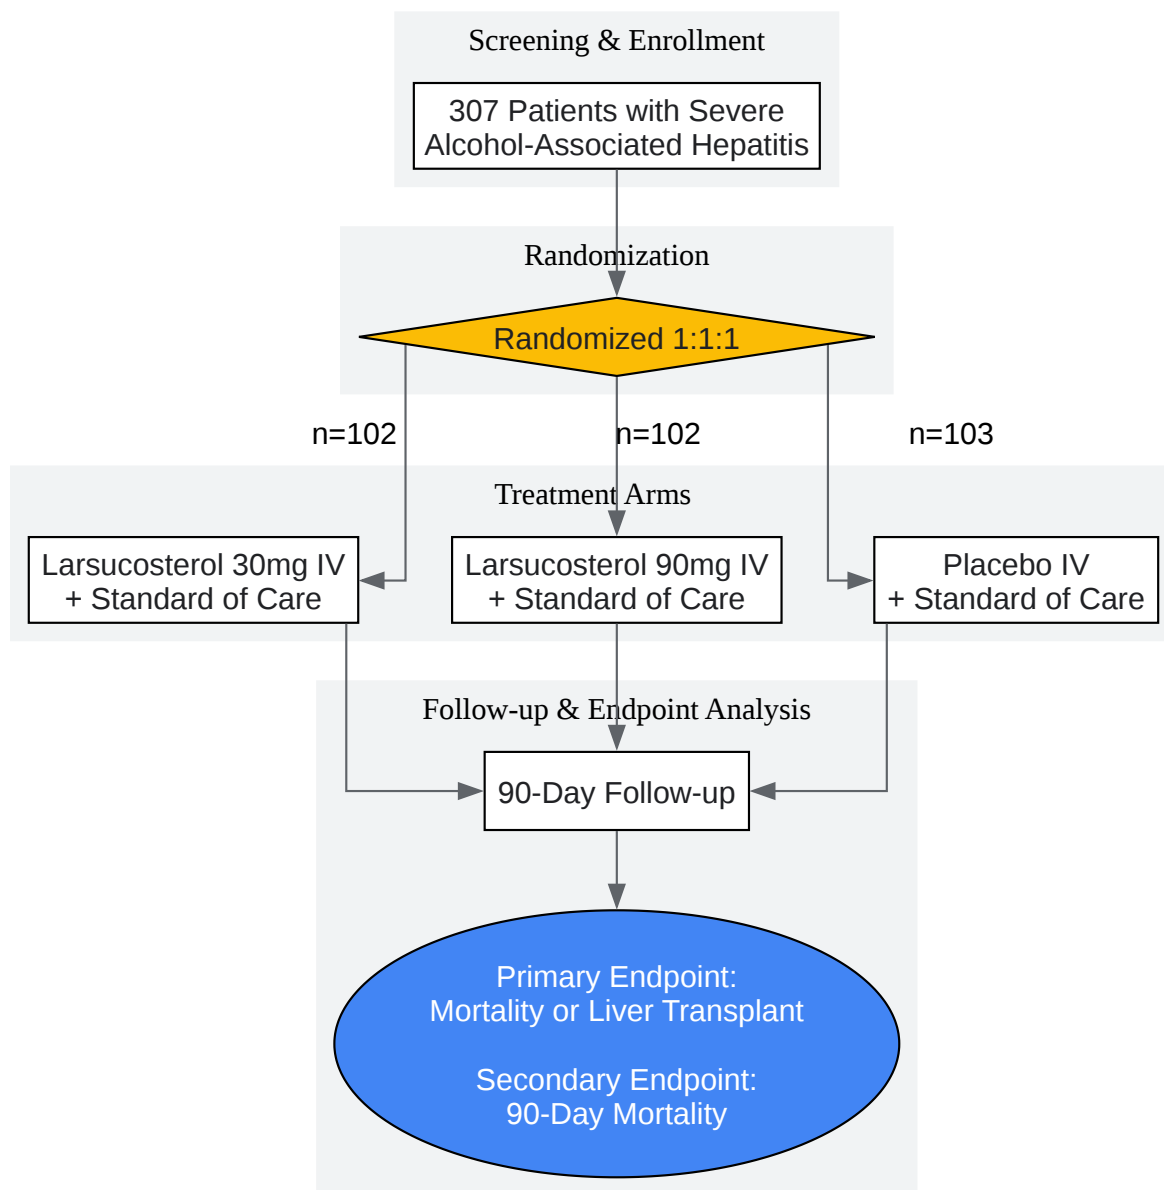 Screening & Enrollment
307 Patients with Severe
Alcohol-Associated Hepatitis
Randomization
Randomized 1:1:1
n=102
n=102
n=103
Treatment Arms
Larsucosterol 30mg IV
+ Standard of Care
Larsucosterol 90mg IV
+ Standard of Care
Placebo IV
+ Standard of Care
Follow-up & Endpoint Analysis
90-Day Follow-up
Primary Endpoint:
Mortality or Liver Transplant
Secondary Endpoint:
90-Day Mortality